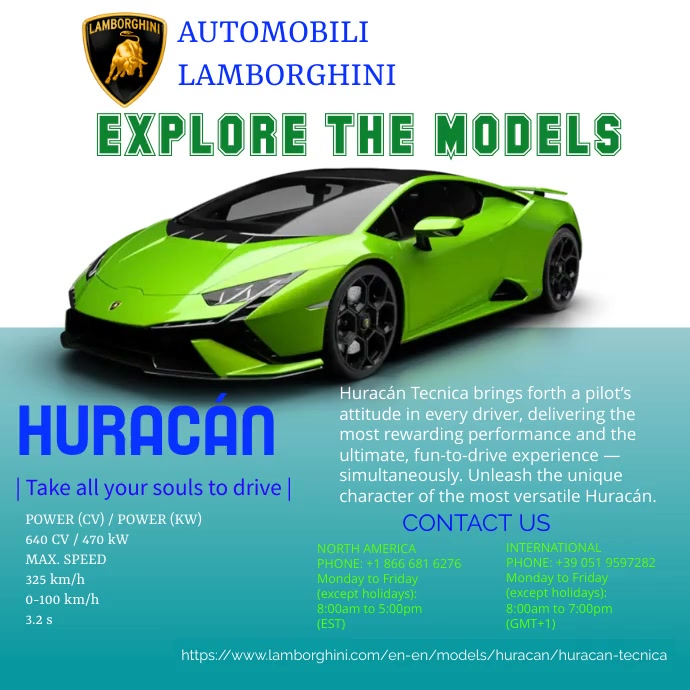 LAMBORGHINI
AUTOMOBILI
LAMBORGHINI
EXPLORE THE MODELS
HURACÁN
| Take all your souls to drive |
POWER (CV) / POWER (KW)
640 CV / 470 kW
MAX. SPEED
325 km/h
0-100 km/h
3.2 s
Huracán Tecnica brings forth a pilot’s
attitude in every driver, delivering the
most rewarding performance and the
ultimate, fun-to-drive experience —
simultaneously. Unleash the unique
character of the most versatile Huracán.
CONTACT US
NORTH AMERICA
PHONE: +1 866 681 6276
Monday to Friday
(except holidays):
8:00am to 5:00pm
(EST)
INTERNATIONAL
PHONE: +39 051 9597282
Monday to Friday
(except holidays):
8:00am to 7:00pm
(GMT+1)
https://www.lamborghini.com/en-en/models/huracan/huracan-tecnica